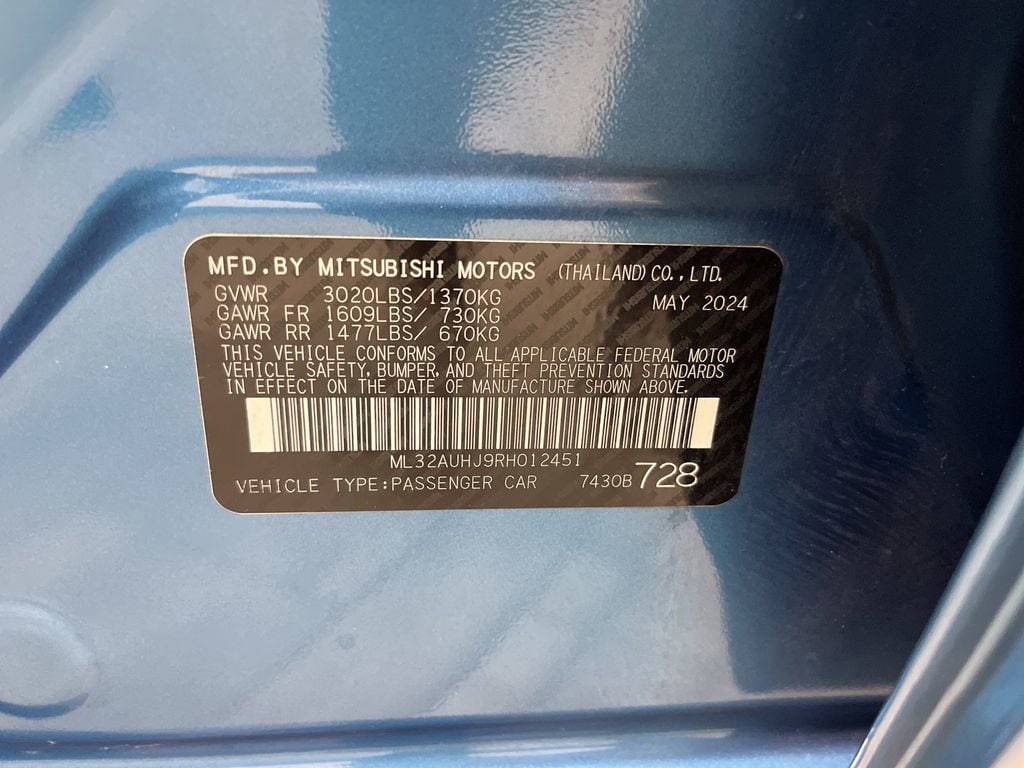 MFD.BY MITSUBISHI MOTORS (THAILAND) CO., LTD.
GVWR 3020LBS/1370KG MAY 2024
GAWR FR 1609LBS/ 730KG
GAWR RR 1477LBS/ 670KG
THIS VEHICLE CONFORMS TO ALL APPLICABLE FEDERAL MOTOR
VEHICLE SAFETY, BUMPER, AND THEFT PREVENTION STANDARDS
IN EFFECT ON THE DATE OF MANUFACTURE SHOWN ABOVE.
ML32AUHJ9RH012451
VEHICLE TYPE:PASSENGER CAR 7430B 728